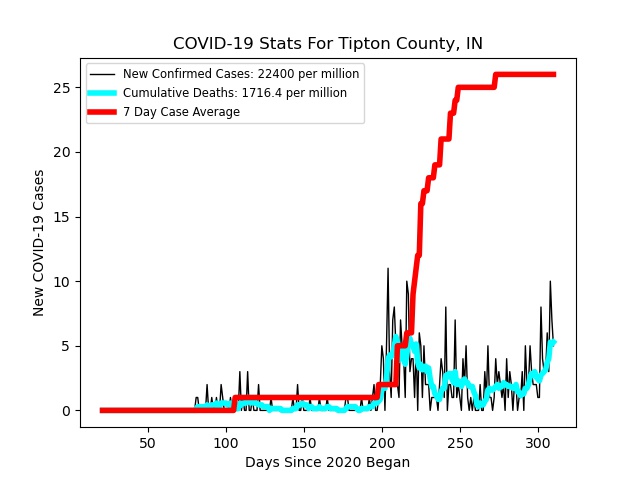 COVID-19 Stats For Tipton County, IN
New Confirmed Cases: 22400 per million
Cumulative Deaths: 1716.4 per million
7 Day Case Average
New COVID-19 Cases
25
20
15
10
5
0
50 100 150 200 250 300
Days Since 2020 Began